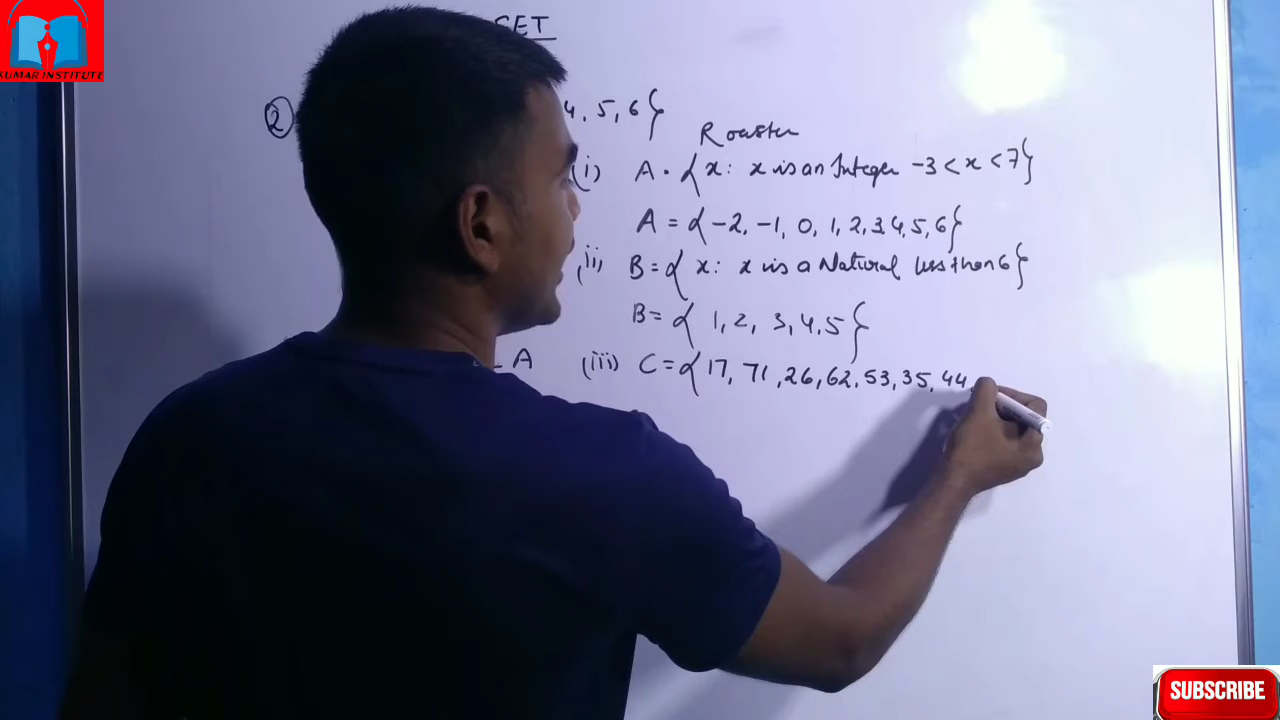 KUMAR INSTITUTE
SET
② 4, 5, 6}
Roaster
(i) A = {x: x is an Integer -3 < x < 7}
A = {-2, -1, 0, 1, 2, 3, 4, 5, 6}
(ii) B = {x: x is a Natural less than 6}
B = {1, 2, 3, 4, 5}
A
(iii) C = {17, 71, 26, 62, 53, 35, 44,
SUBSCRIBE